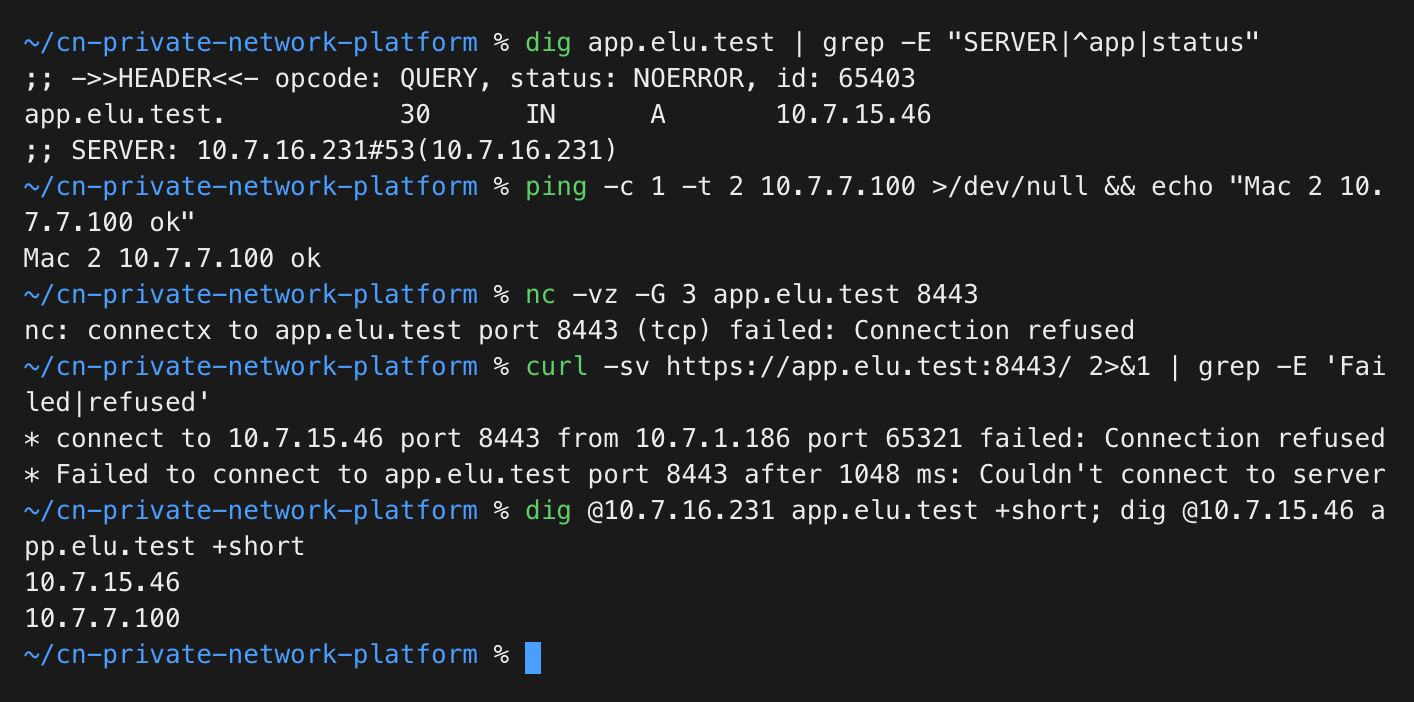 ~/cn-private-network-platform % dig app.elu.test | grep -E "SERVER|^app|status"
;; ->>HEADER<<- opcode: QUERY, status: NOERROR, id: 65403
app.elu.test.           30      IN      A       10.7.15.46
;; SERVER: 10.7.16.231#53(10.7.16.231)
~/cn-private-network-platform % ping -c 1 -t 2 10.7.7.100 >/dev/null && echo "Mac 2 10.
7.7.100 ok"
Mac 2 10.7.7.100 ok
~/cn-private-network-platform % nc -vz -G 3 app.elu.test 8443
nc: connectx to app.elu.test port 8443 (tcp) failed: Connection refused
~/cn-private-network-platform % curl -sv https://app.elu.test:8443/ 2>&1 | grep -E 'Fai
led|refused'
* connect to 10.7.15.46 port 8443 from 10.7.1.186 port 65321 failed: Connection refused
* Failed to connect to app.elu.test port 8443 after 1048 ms: Couldn't connect to server
~/cn-private-network-platform % dig @10.7.16.231 app.elu.test +short; dig @10.7.15.46 a
pp.elu.test +short
10.7.15.46
10.7.7.100
~/cn-private-network-platform %